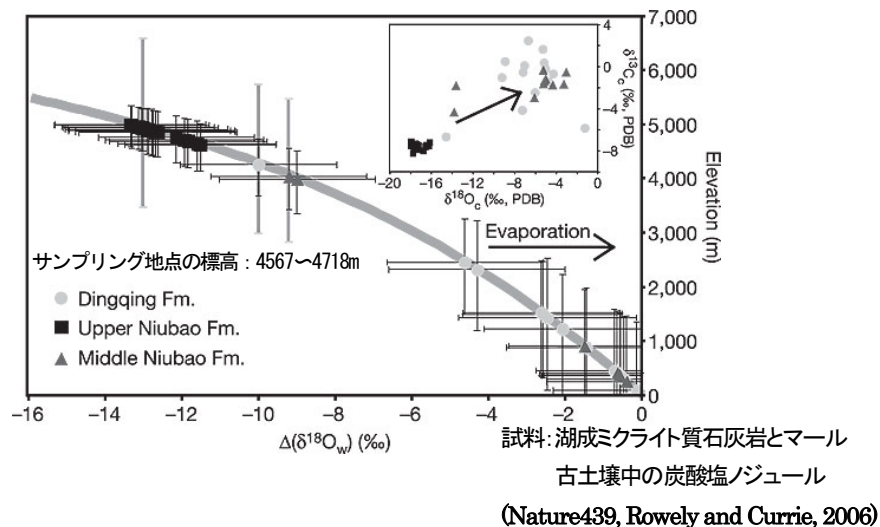 7,000
6,000
5,000
4,000
3,000
2,000
1,000
0
Elevation (m)
4
0
−4
−8
δ¹³Cc (‰, PDB)
−20 −16 −12 −8 −4 0
δ¹⁸Oc (‰, PDB)
Evaporation
サンプリング地点の標高：4567～4718m
Dingqing Fm.
Upper Niubao Fm.
Middle Niubao Fm.
−16 −14 −12 −10 −8 −6 −4 −2 0
Δ(δ¹⁸Ow) (‰)
試料：湖成ミクライト質石灰岩とマール
古土壌中の炭酸塩ノジュール
(Nature439, Rowely and Currie, 2006)